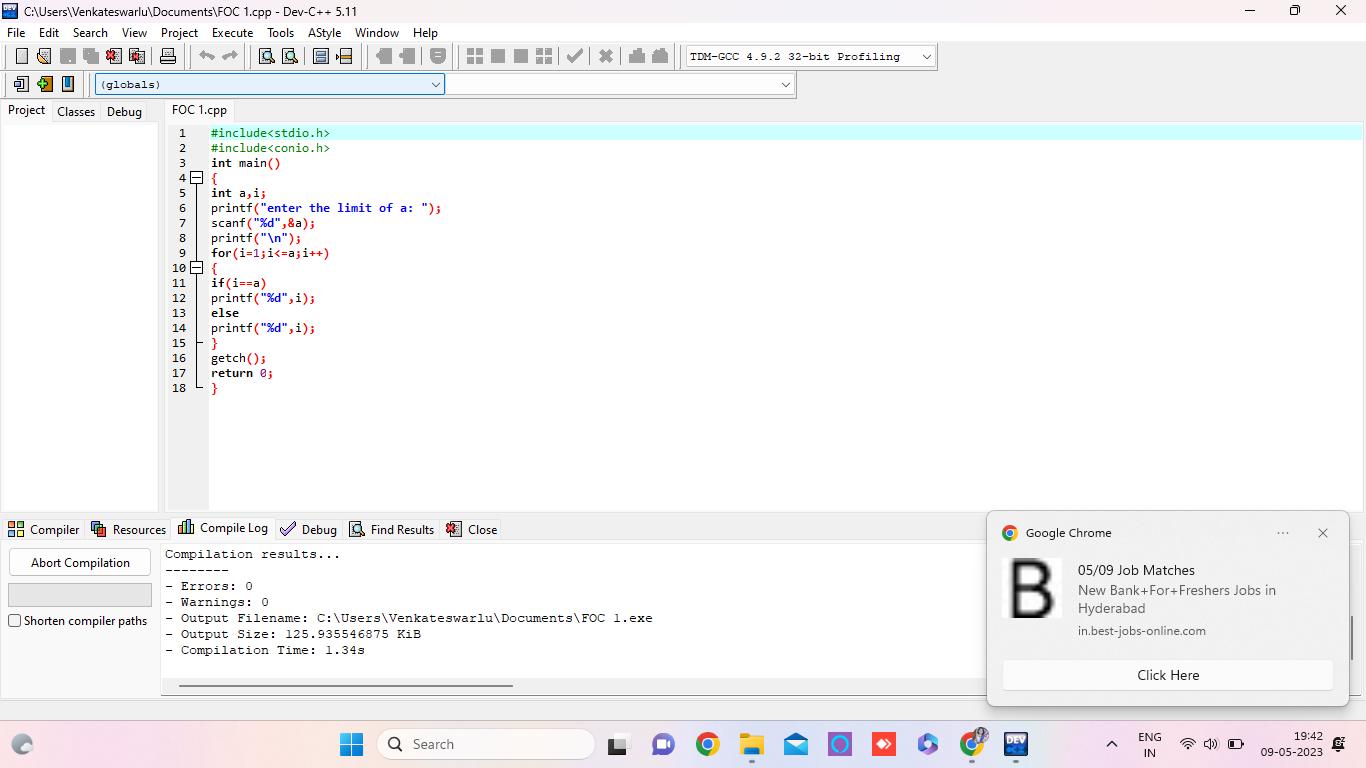 C:\Users\Venkateswarlu\Documents\FOC 1.cpp - Dev-C++ 5.11
File Edit Search View Project Execute Tools AStyle Window Help
TDM-GCC 4.9.2 32-bit Profiling
(globals)
Project Classes Debug
FOC 1.cpp
1 #include<stdio.h>
2 #include<conio.h>
3 int main()
4 {
5 int a,i;
6 printf("enter the limit of a: ");
7 scanf("%d",&a);
8 printf("\n");
9 for(i=1;i<=a;i++)
10 {
11 if(i==a)
12 printf("%d",i);
13 else
14 printf("%d",i);
15 }
16 getch();
17 return 0;
18 }
Compiler Resources Compile Log Debug Find Results Close
Abort Compilation
Shorten compiler paths
Compilation results...
--------
- Errors: 0
- Warnings: 0
- Output Filename: C:\Users\Venkateswarlu\Documents\FOC 1.exe
- Output Size: 125.935546875 KiB
- Compilation Time: 1.34s
Google Chrome
B
05/09 Job Matches
New Bank+For+Freshers Jobs in
Hyderabad
in.best-jobs-online.com
Click Here
Search
DEV
ENG
IN
19:42
09-05-2023